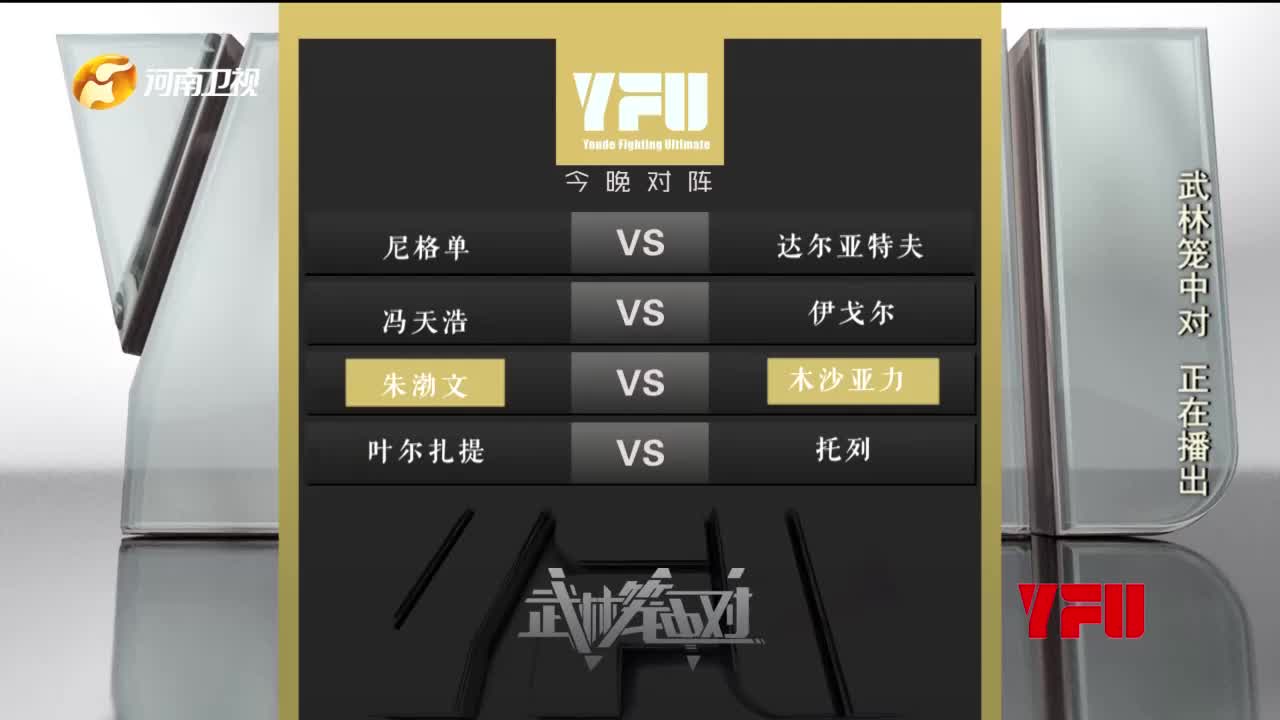 河南卫视
YFU
Youde Fighting Ultimate
今晚对阵
尼格单 VS 达尔亚特夫
冯天浩 VS 伊戈尔
朱渤文 VS 木沙亚力
叶尔扎提 VS 托列
武林笼中对
武林笼中对 正在播出
YFU